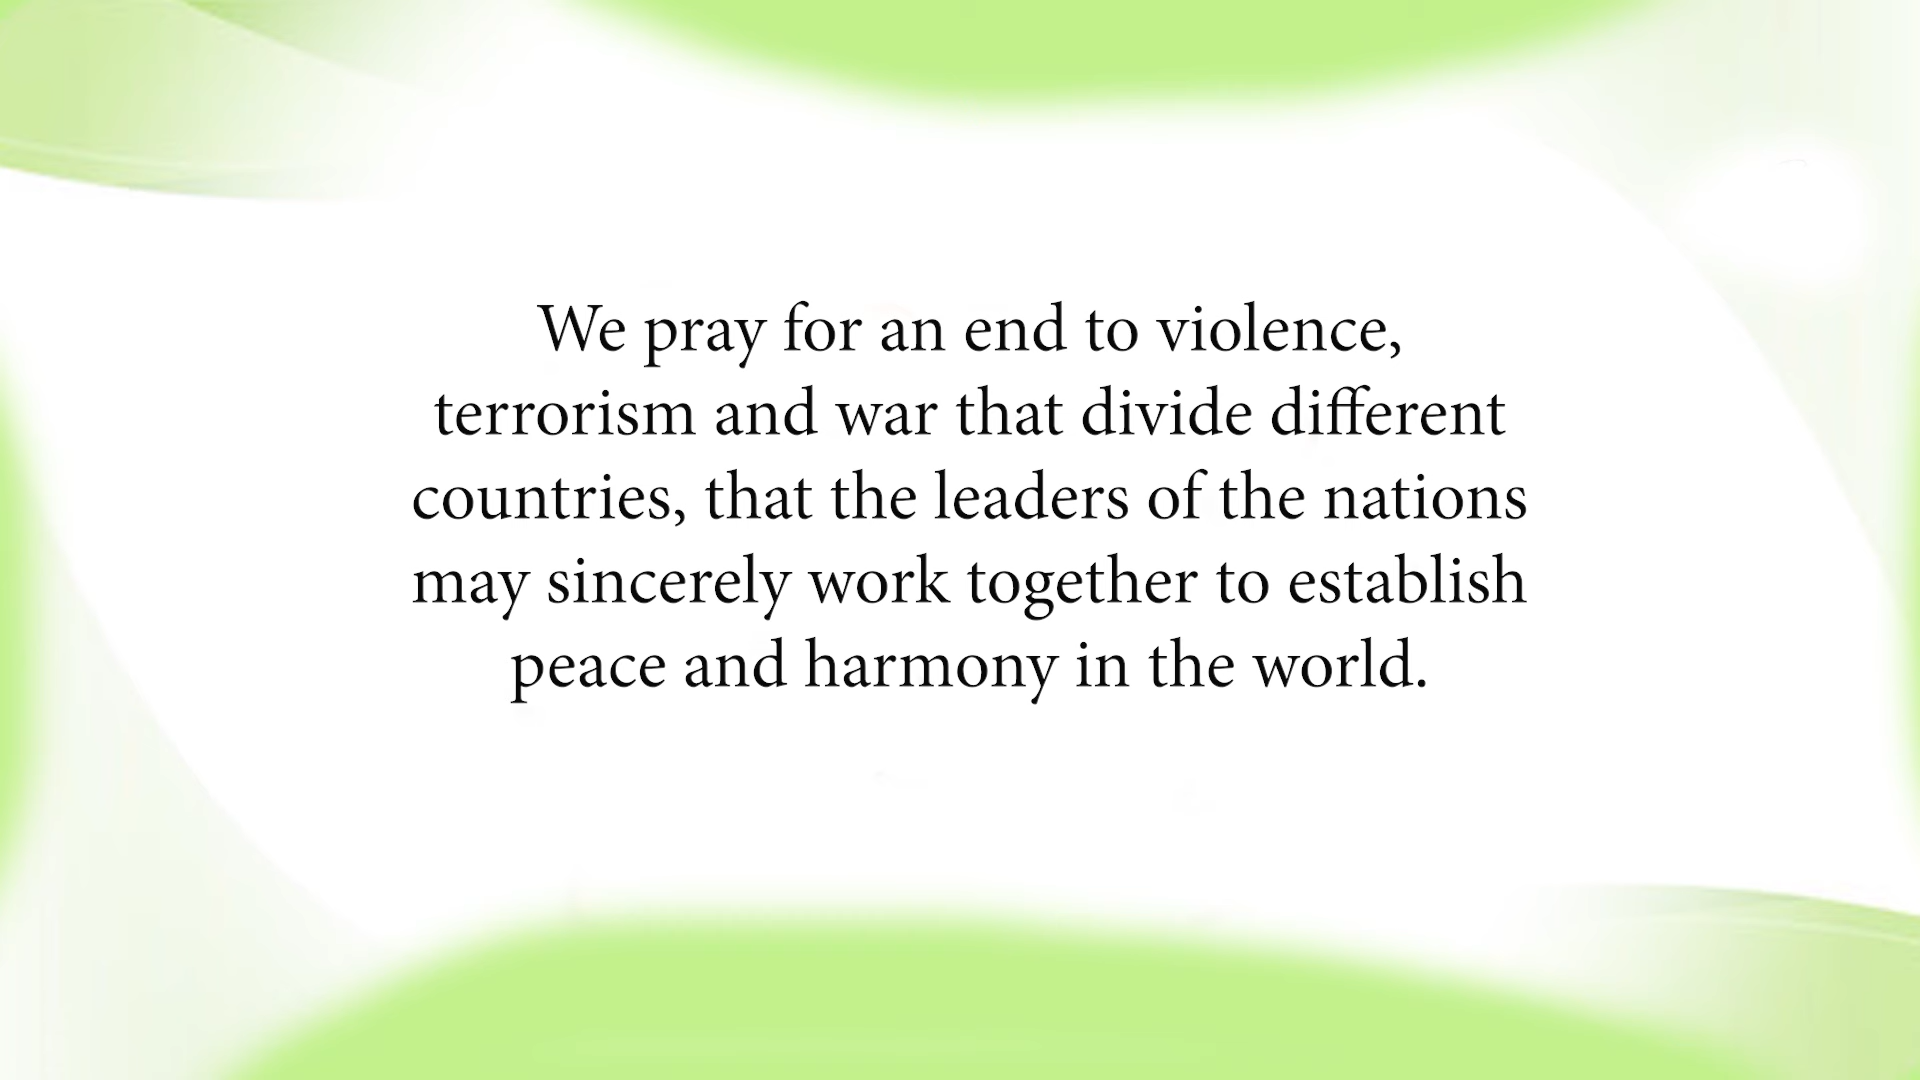 We pray for an end to violence,
terrorism and war that divide different
countries, that the leaders of the nations
may sincerely work together to establish
peace and harmony in the world.